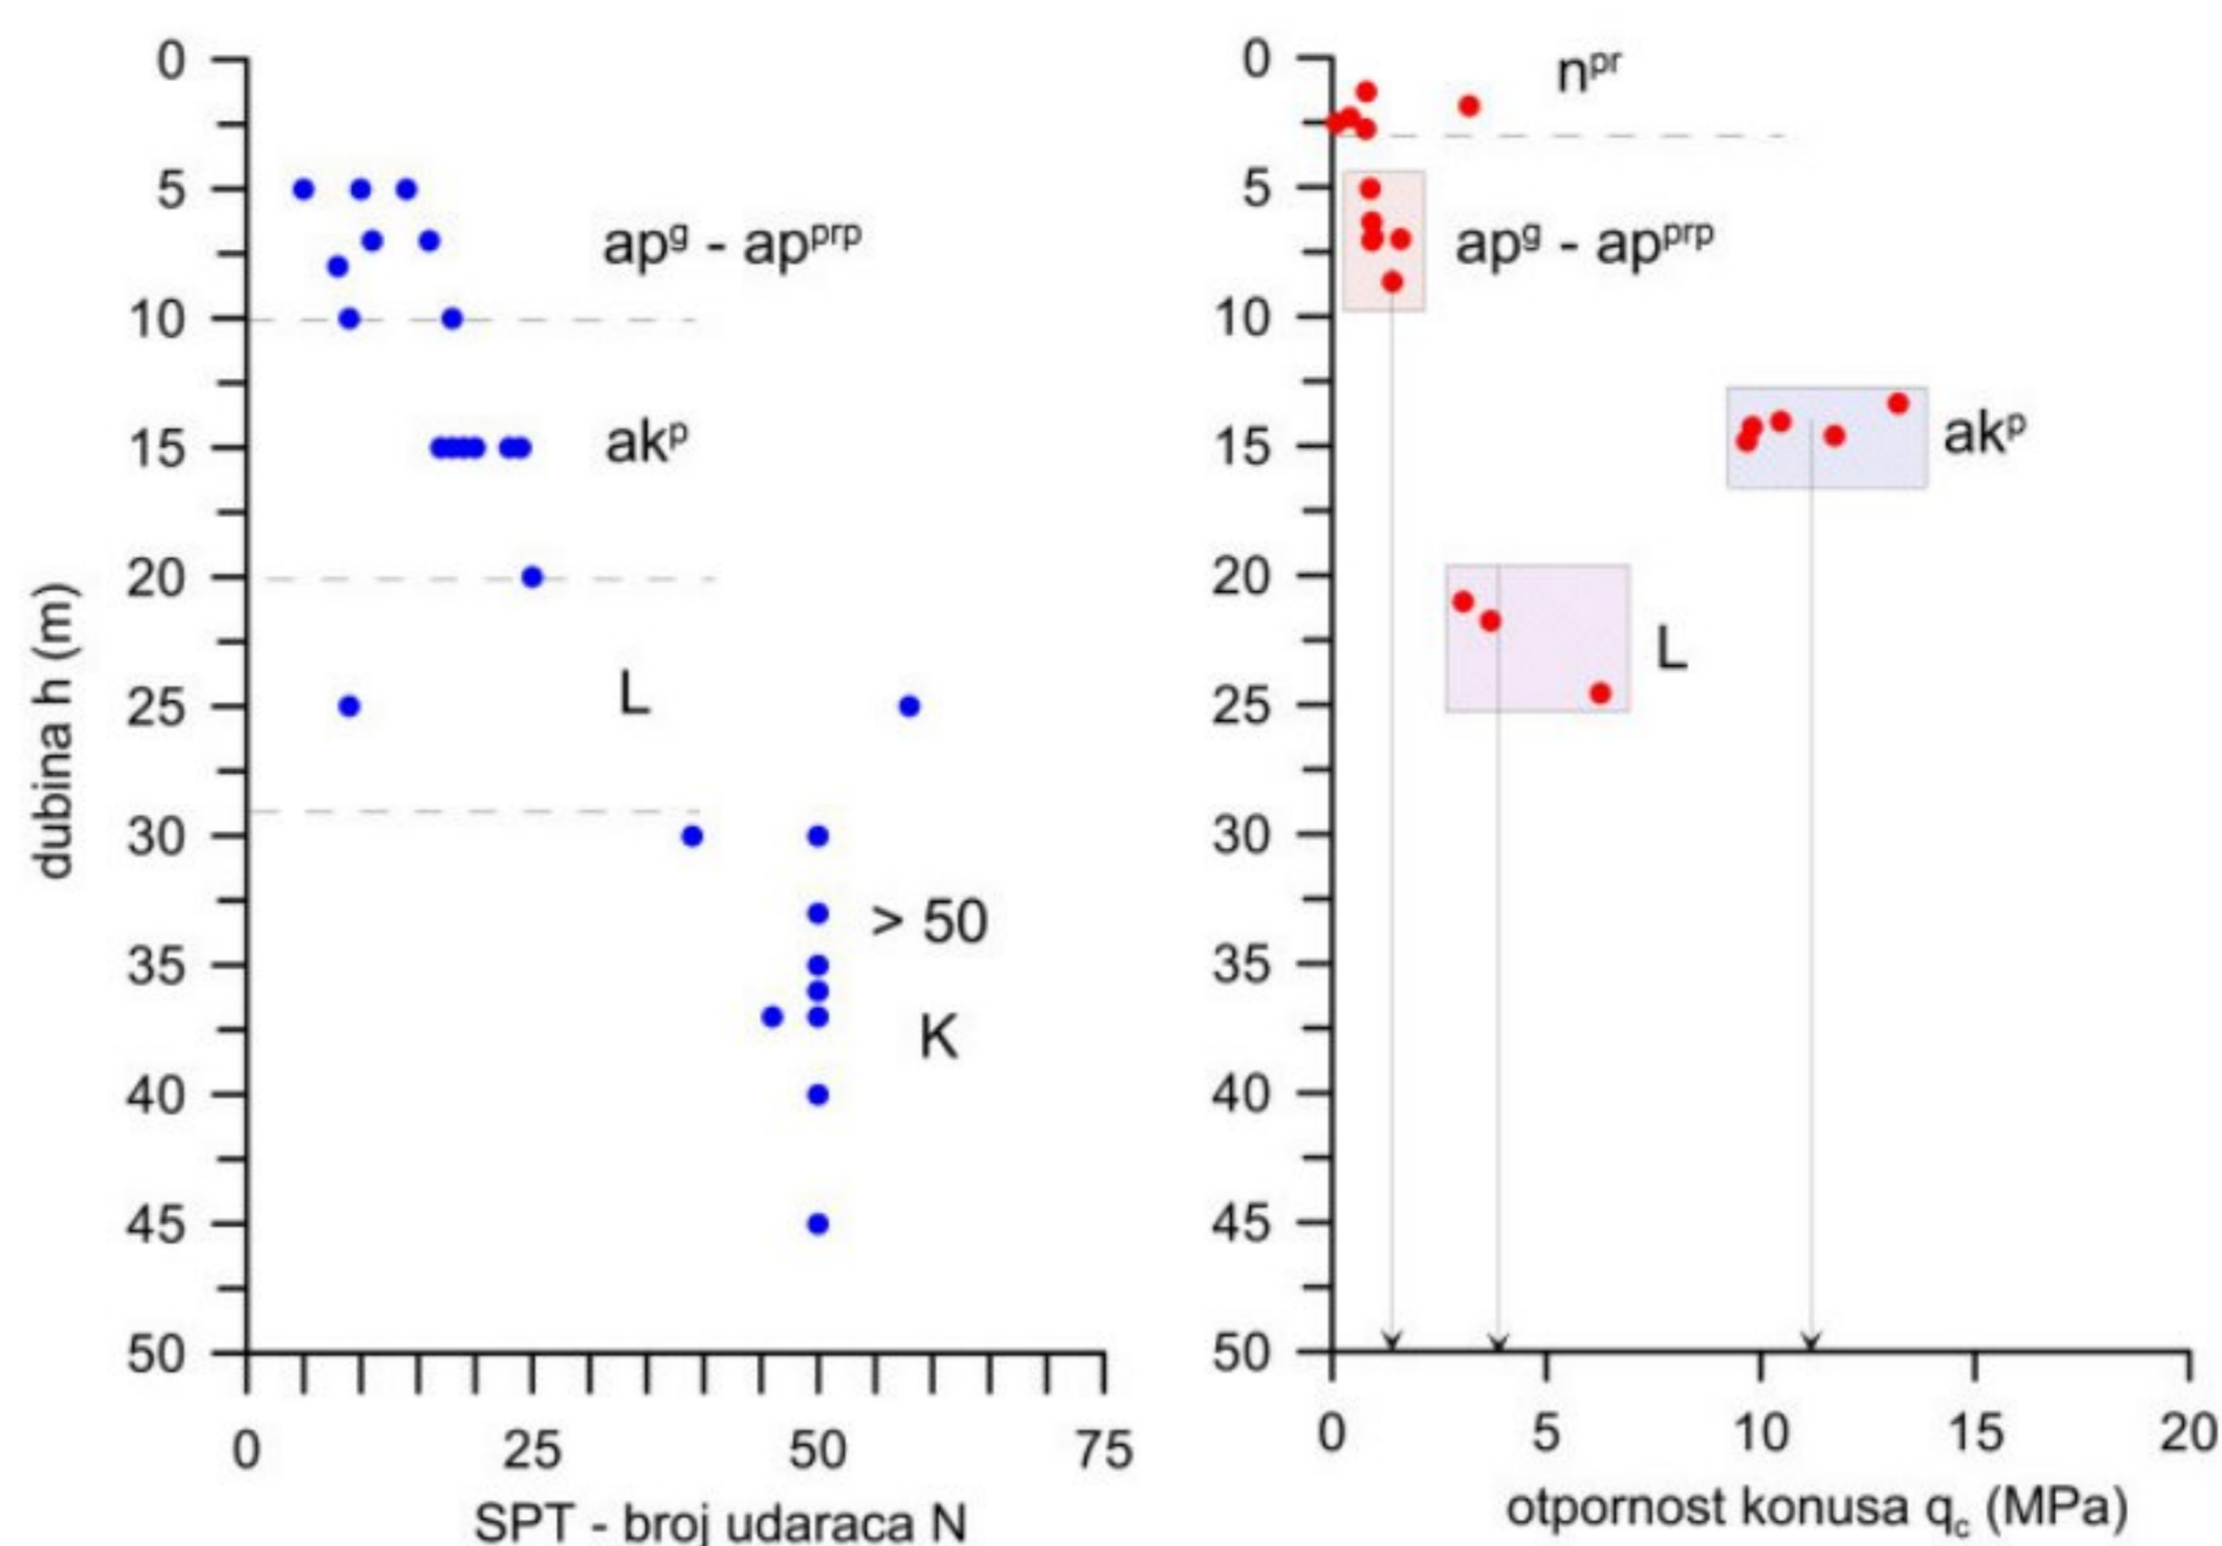 0
5
10
15
20
25
30
35
40
45
50
dubina h (m)
apᵍ - apᵖʳᵖ
akᵖ
L
> 50
K
0 25 50 75
SPT - broj udaraca N
0
5
10
15
20
25
30
35
40
45
50
nᵖʳ
apᵍ - apᵖʳᵖ
akᵖ
L
0 5 10 15 20
otpornost konusa q꜀ (MPa)